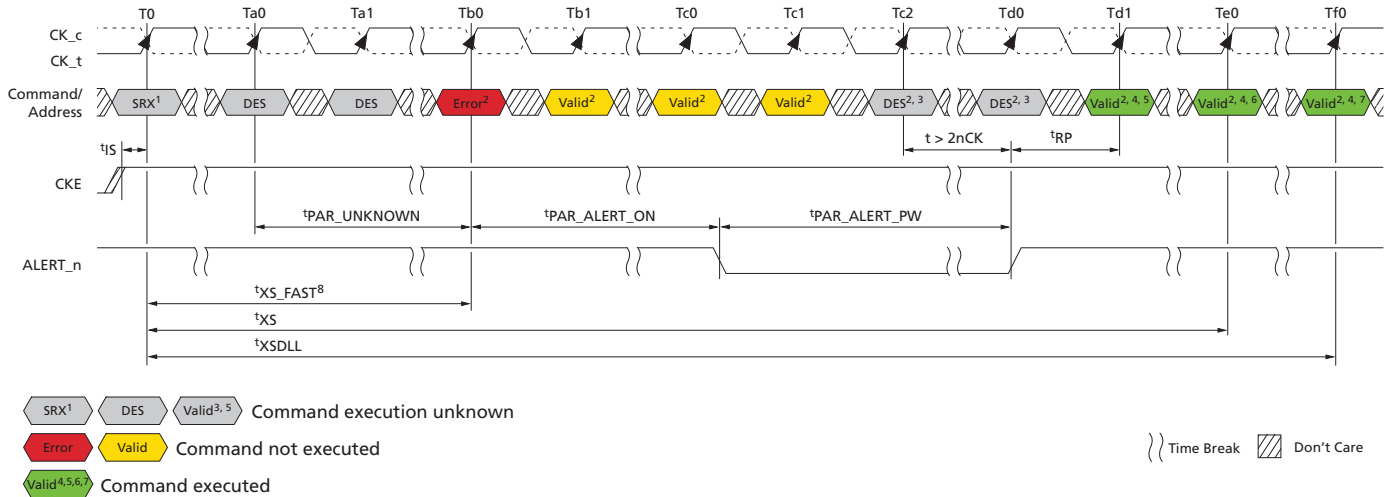 T0 Ta0 Ta1 Tb0 Tb1 Tc0 Tc1 Tc2 Td0 Td1 Te0 Tf0
CK_c
CK_t
Command/
Address
SRX¹ DES DES Error² Valid² Valid² Valid² DES²,³ DES²,³ Valid²,⁴,⁵ Valid²,⁴,⁶ Valid²,⁴,⁷
tIS
t > 2nCK
tRP
CKE
tPAR_UNKNOWN tPAR_ALERT_ON tPAR_ALERT_PW
ALERT_n
tXS_FAST⁸
tXS
tXSDLL
SRX¹ DES Valid³,⁵ Command execution unknown
Error Valid Command not executed
Valid⁴,⁵,⁶,⁷ Command executed
Time Break Don't Care